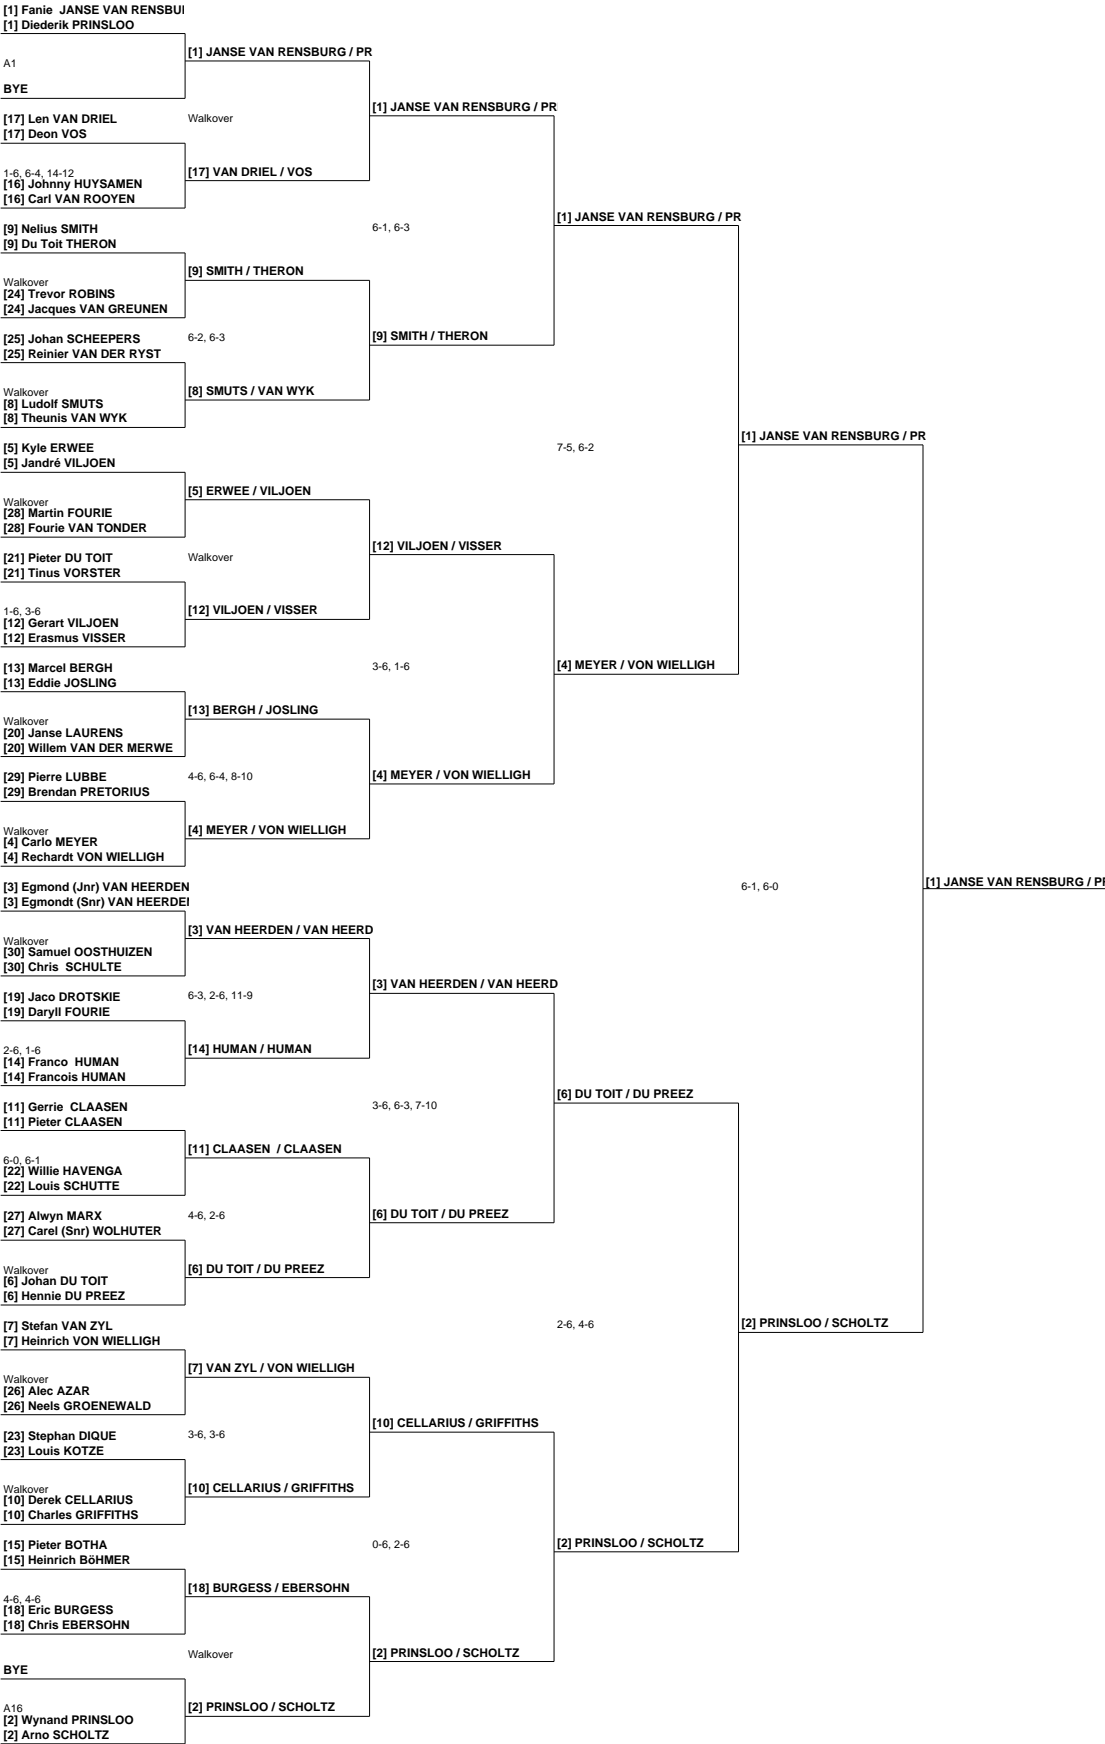 [1] Fanie  JANSE VAN RENSBUI
[1] Diederik PRINSLOO
[1] JANSE VAN RENSBURG / PR
A1
BYE
[1] JANSE VAN RENSBURG / PR
[17] Len VAN DRIEL
Walkover
[17] Deon VOS
1-6, 6-4, 14-12
[17] VAN DRIEL / VOS
[16] Johnny HUYSAMEN
[16] Carl VAN ROOYEN
[1] JANSE VAN RENSBURG / PR
[9] Nelius SMITH
6-1, 6-3
[9] Du Toit THERON
[9] SMITH / THERON
Walkover
[24] Trevor ROBINS
[24] Jacques VAN GREUNEN
[25] Johan SCHEEPERS
6-2, 6-3
[9] SMITH / THERON
[25] Reinier VAN DER RYST
Walkover
[8] SMUTS / VAN WYK
[8] Ludolf SMUTS
[8] Theunis VAN WYK
[1] JANSE VAN RENSBURG / PR
[5] Kyle ERWEE
7-5, 6-2
[5] Jandré VILJOEN
[5] ERWEE / VILJOEN
Walkover
[28] Martin FOURIE
[28] Fourie VAN TONDER
[12] VILJOEN / VISSER
[21] Pieter DU TOIT
Walkover
[21] Tinus VORSTER
1-6, 3-6
[12] VILJOEN / VISSER
[12] Gerart VILJOEN
[12] Erasmus VISSER
[13] Marcel BERGH
3-6, 1-6
[4] MEYER / VON WIELLIGH
[13] Eddie JOSLING
[13] BERGH / JOSLING
Walkover
[20] Janse LAURENS
[20] Willem VAN DER MERWE
[29] Pierre LUBBE
4-6, 6-4, 8-10
[4] MEYER / VON WIELLIGH
[29] Brendan PRETORIUS
Walkover
[4] MEYER / VON WIELLIGH
[4] Carlo MEYER
[4] Rechardt VON WIELLIGH
[3] Egmond (Jnr) VAN HEERDEN
6-1, 6-0
[1] JANSE VAN RENSBURG / PR
[3] Egmondt (Snr) VAN HEERDEN
[3] VAN HEERDEN / VAN HEERD
Walkover
[30] Samuel OOSTHUIZEN
[30] Chris  SCHULTE
[3] VAN HEERDEN / VAN HEERD
[19] Jaco DROTSKIE
6-3, 2-6, 11-9
[19] Daryll FOURIE
2-6, 1-6
[14] HUMAN / HUMAN
[14] Franco  HUMAN
[14] Francois HUMAN
[6] DU TOIT / DU PREEZ
[11] Gerrie  CLAASEN
3-6, 6-3, 7-10
[11] Pieter CLAASEN
[11] CLAASEN  / CLAASEN
6-0, 6-1
[22] Willie HAVENGA
[22] Louis SCHUTTE
[27] Alwyn MARX
4-6, 2-6
[6] DU TOIT / DU PREEZ
[27] Carel (Snr) WOLHUTER
Walkover
[6] DU TOIT / DU PREEZ
[6] Johan DU TOIT
[6] Hennie DU PREEZ
[7] Stefan VAN ZYL
2-6, 4-6
[2] PRINSLOO / SCHOLTZ
[7] Heinrich VON WIELLIGH
[7] VAN ZYL / VON WIELLIGH
Walkover
[26] Alec AZAR
[26] Neels GROENEWALD
[10] CELLARIUS / GRIFFITHS
[23] Stephan DIQUE
3-6, 3-6
[23] Louis KOTZE
Walkover
[10] CELLARIUS / GRIFFITHS
[10] Derek CELLARIUS
[10] Charles GRIFFITHS
[15] Pieter BOTHA
0-6, 2-6
[2] PRINSLOO / SCHOLTZ
[15] Heinrich BöHMER
[18] BURGESS / EBERSOHN
4-6, 4-6
[18] Eric BURGESS
[18] Chris EBERSOHN
Walkover
[2] PRINSLOO / SCHOLTZ
BYE
A16
[2] PRINSLOO / SCHOLTZ
[2] Wynand PRINSLOO
[2] Arno SCHOLTZ